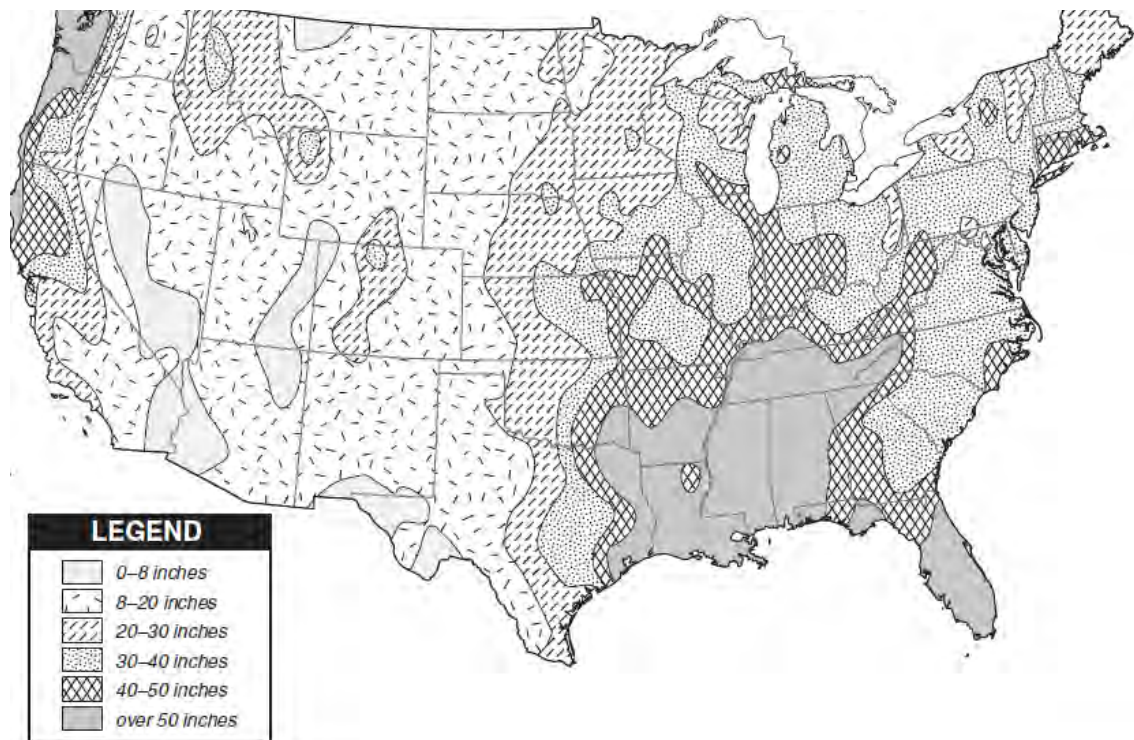 LEGEND
0–8 inches
8–20 inches
20–30 inches
30–40 inches
40–50 inches
over 50 inches